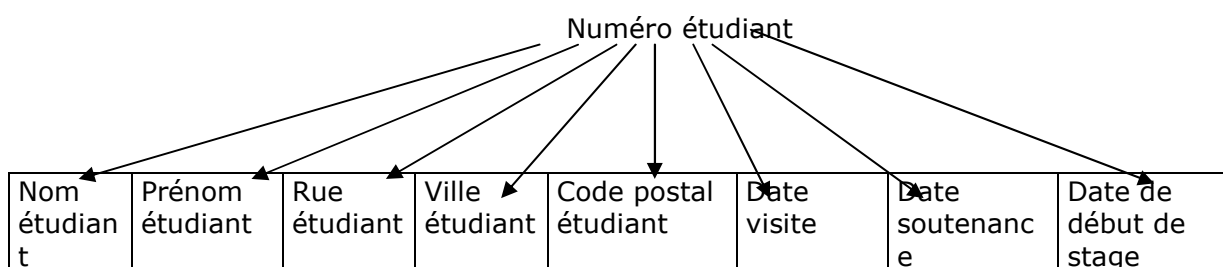 Numéro étudiant
Nom étudian t
Prénom étudiant
Rue étudiant
Ville étudiant
Code postal étudiant
Date visite
Date soutenanc e
Date de début de stage